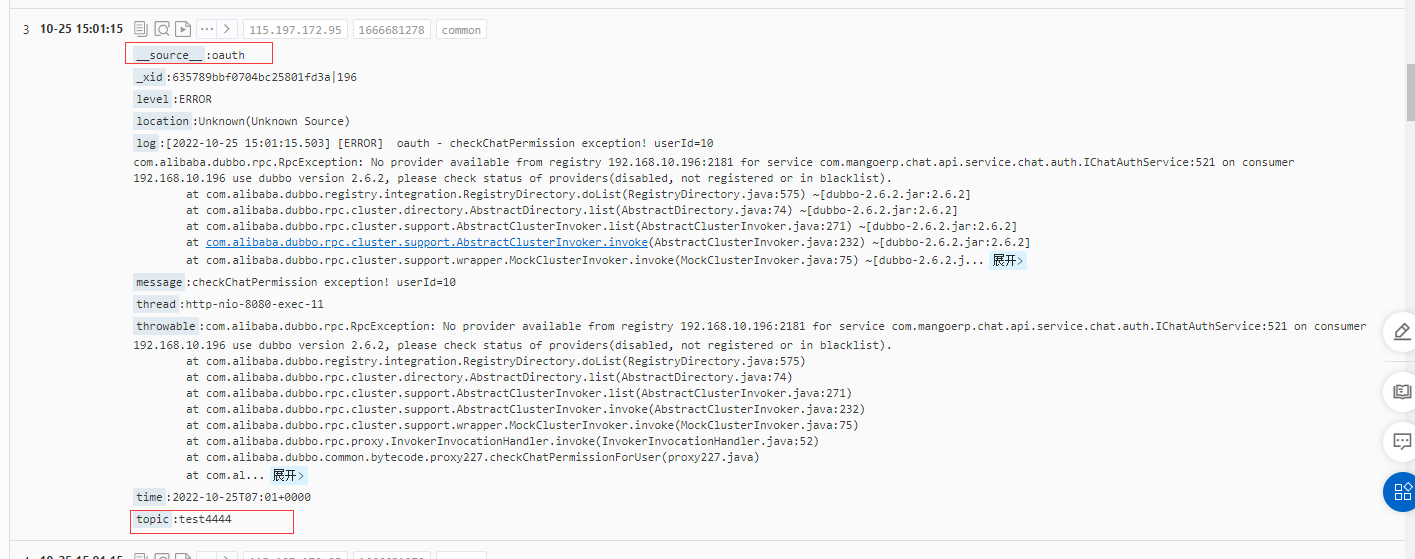 3 10-25 15:01:15 ··· > 115.197.172.95 1666681278 common
__source__:oauth
_xid:635789bbf0704bc25801fd3a|196
level:ERROR
location:Unknown(Unknown Source)
log:[2022-10-25 15:01:15.503] [ERROR]  oauth - checkChatPermission exception! userId=10
com.alibaba.dubbo.rpc.RpcException: No provider available from registry 192.168.10.196:2181 for service com.mangoerp.chat.api.service.chat.auth.IChatAuthService:521 on consumer
192.168.10.196 use dubbo version 2.6.2, please check status of providers(disabled, not registered or in blacklist).
at com.alibaba.dubbo.registry.integration.RegistryDirectory.doList(RegistryDirectory.java:575) ~[dubbo-2.6.2.jar:2.6.2]
at com.alibaba.dubbo.rpc.cluster.directory.AbstractDirectory.list(AbstractDirectory.java:74) ~[dubbo-2.6.2.jar:2.6.2]
at com.alibaba.dubbo.rpc.cluster.support.AbstractClusterInvoker.list(AbstractClusterInvoker.java:271) ~[dubbo-2.6.2.jar:2.6.2]
at com.alibaba.dubbo.rpc.cluster.support.AbstractClusterInvoker.invoke(AbstractClusterInvoker.java:232) ~[dubbo-2.6.2.jar:2.6.2]
at com.alibaba.dubbo.rpc.cluster.support.wrapper.MockClusterInvoker.invoke(MockClusterInvoker.java:75) ~[dubbo-2.6.2.j... 展开>
message:checkChatPermission exception! userId=10
thread:http-nio-8080-exec-11
throwable:com.alibaba.dubbo.rpc.RpcException: No provider available from registry 192.168.10.196:2181 for service com.mangoerp.chat.api.service.chat.auth.IChatAuthService:521 on consumer
192.168.10.196 use dubbo version 2.6.2, please check status of providers(disabled, not registered or in blacklist).
at com.alibaba.dubbo.registry.integration.RegistryDirectory.doList(RegistryDirectory.java:575)
at com.alibaba.dubbo.rpc.cluster.directory.AbstractDirectory.list(AbstractDirectory.java:74)
at com.alibaba.dubbo.rpc.cluster.support.AbstractClusterInvoker.list(AbstractClusterInvoker.java:271)
at com.alibaba.dubbo.rpc.cluster.support.AbstractClusterInvoker.invoke(AbstractClusterInvoker.java:232)
at com.alibaba.dubbo.rpc.cluster.support.wrapper.MockClusterInvoker.invoke(MockClusterInvoker.java:75)
at com.alibaba.dubbo.rpc.proxy.InvokerInvocationHandler.invoke(InvokerInvocationHandler.java:52)
at com.alibaba.dubbo.common.bytecode.proxy227.checkChatPermissionForUser(proxy227.java)
at com.al... 展开>
time:2022-10-25T07:01+0000
topic:test4444